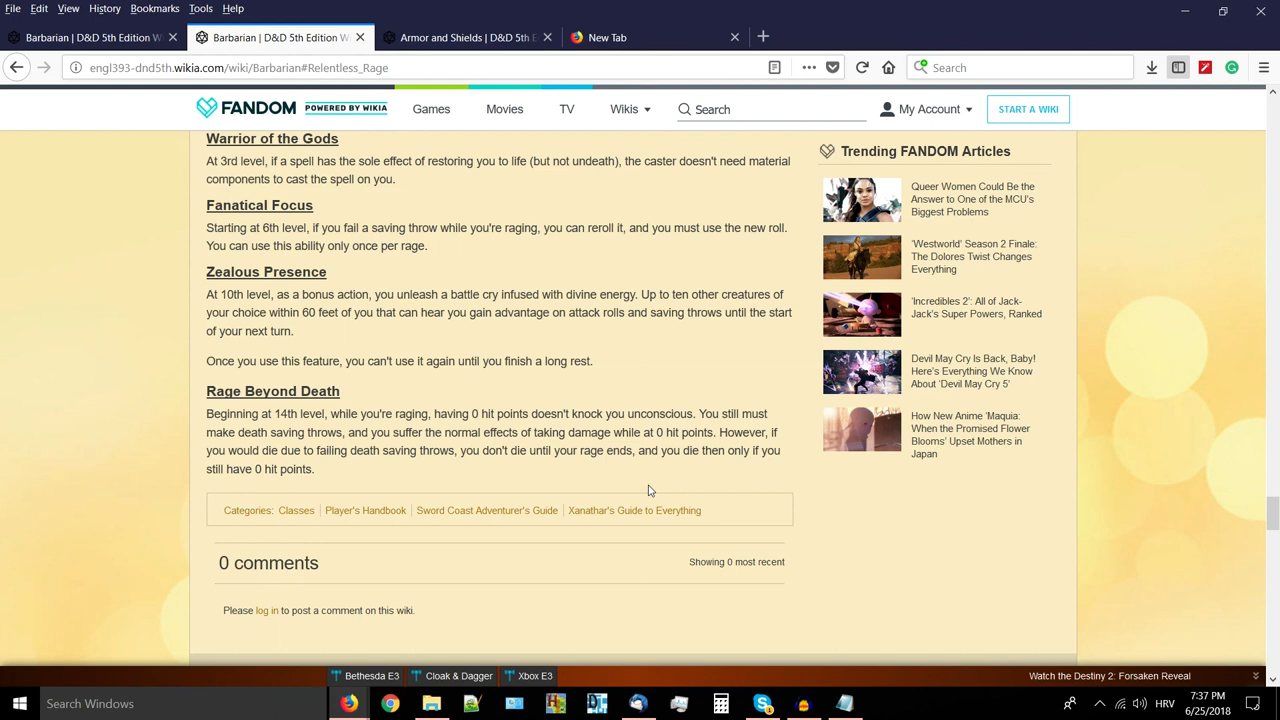 File Edit View History Bookmarks Tools Help
Barbarian | D&D 5th Edition W
Barbarian | D&D 5th Edition W
Armor and Shields | D&D 5th E
New Tab
engl393-dnd5th.wikia.com/wiki/Barbarian#Relentless_Rage
Search
FANDOM POWERED BY WIKIA
Games Movies TV Wikis Search My Account START A WIKI
Warrior of the Gods
At 3rd level, if a spell has the sole effect of restoring you to life (but not undeath), the caster doesn't need material
components to cast the spell on you.
Fanatical Focus
Starting at 6th level, if you fail a saving throw while you're raging, you can reroll it, and you must use the new roll.
You can use this ability only once per rage.
Zealous Presence
At 10th level, as a bonus action, you unleash a battle cry infused with divine energy. Up to ten other creatures of
your choice within 60 feet of you that can hear you gain advantage on attack rolls and saving throws until the start
of your next turn.
Once you use this feature, you can't use it again until you finish a long rest.
Rage Beyond Death
Beginning at 14th level, while you're raging, having 0 hit points doesn't knock you unconscious. You still must
make death saving throws, and you suffer the normal effects of taking damage while at 0 hit points. However, if
you would die due to failing death saving throws, you don't die until your rage ends, and you die then only if you
still have 0 hit points.
Categories: Classes Player's Handbook Sword Coast Adventurer's Guide Xanathar's Guide to Everything
0 comments
Showing 0 most recent
Please log in to post a comment on this wiki.
Trending FANDOM Articles
Queer Women Could Be the
Answer to One of the MCU's
Biggest Problems
'Westworld' Season 2 Finale:
The Dolores Twist Changes
Everything
'Incredibles 2': All of Jack-
Jack's Super Powers, Ranked
Devil May Cry Is Back, Baby!
Here's Everything We Know
About 'Devil May Cry 5'
How New Anime 'Maquia:
When the Promised Flower
Blooms' Upset Mothers in
Japan
Bethesda E3 Cloak & Dagger Xbox E3
Watch the Destiny 2: Forsaken Reveal
Search Windows
HRV
7:37 PM
6/25/2018